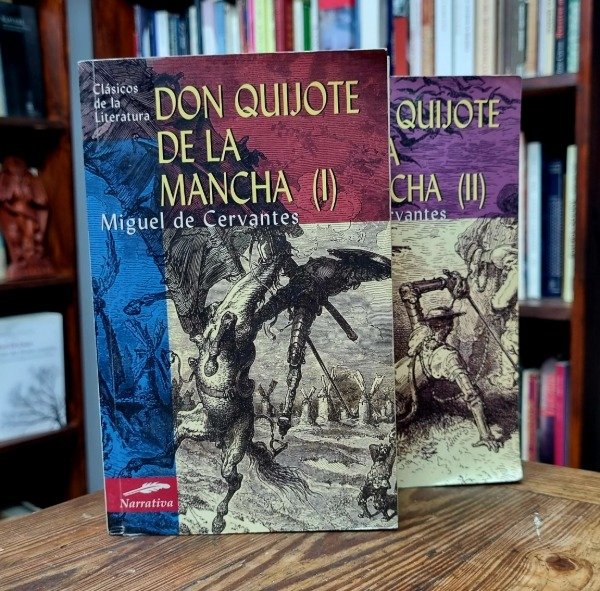 Clásicos
de la
Literatura
DON QUIJOTE
DE LA
MANCHA (I)
Miguel de Cervantes
Narrativa
QUIJOTE
A
CHA (II)
rvantes